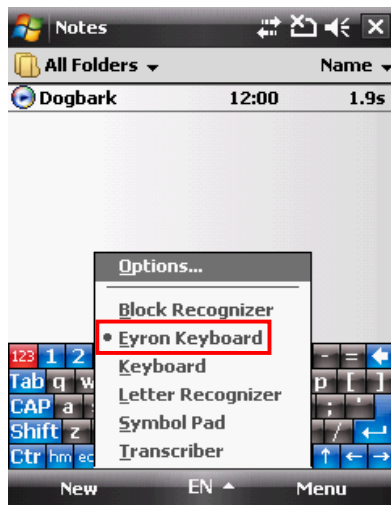 Notes
All Folders Name
Dogbark 12:00 1.9s
Options...
Block Recognizer
Eyron Keyboard
Keyboard
Letter Recognizer
Symbol Pad
Transcriber
123 1 2 - =
Tab q w p [ ]
CAP a ; '
Shift z /
Ctr hm
New EN Menu